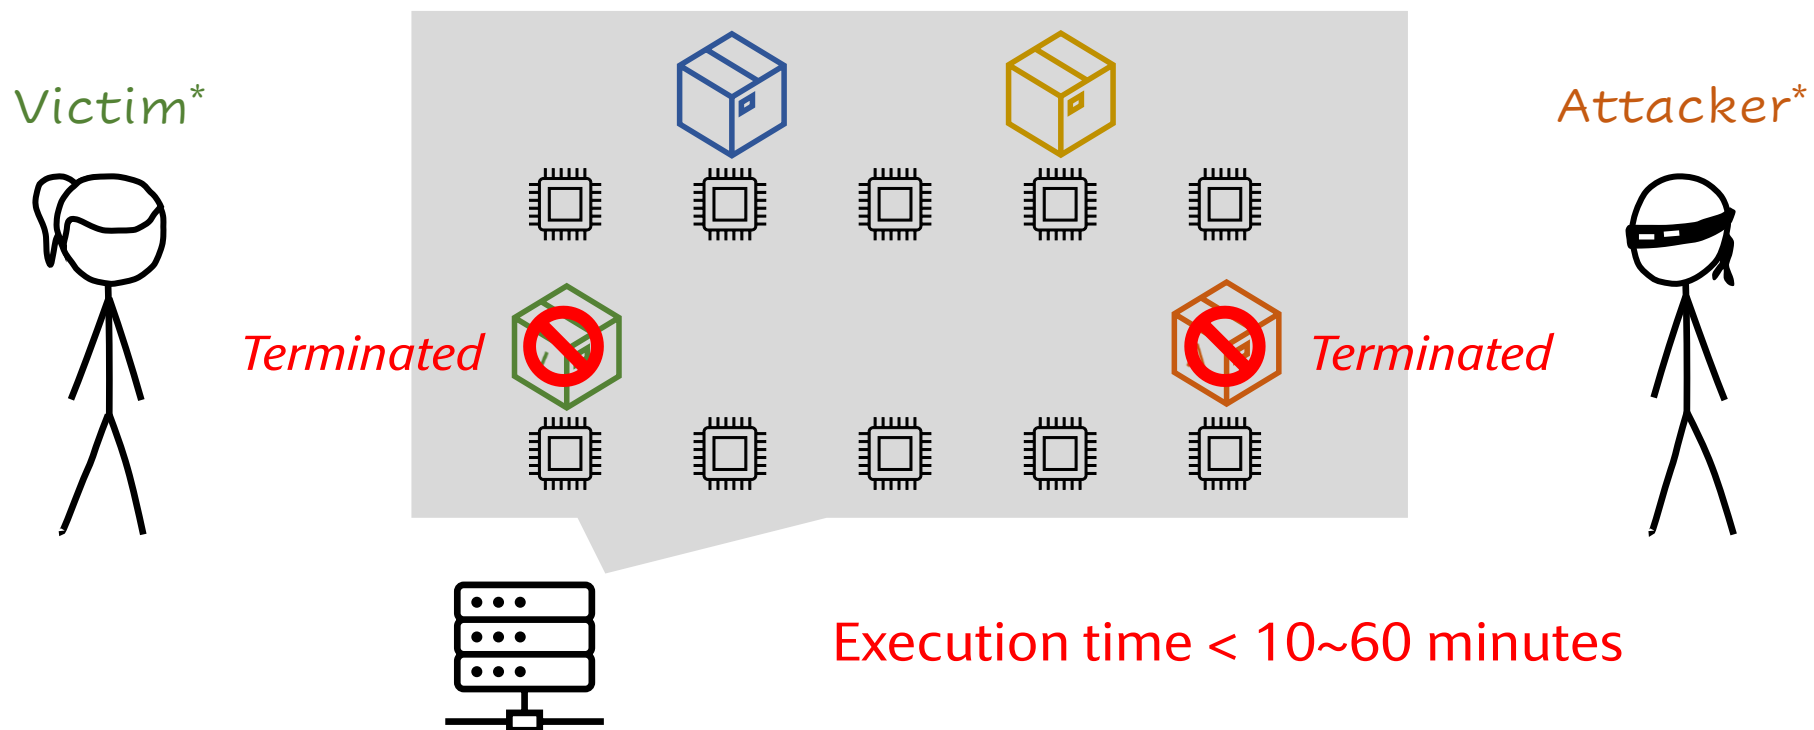 Victim*
Attacker*
Terminated
Terminated
Execution time < 10~60 minutes